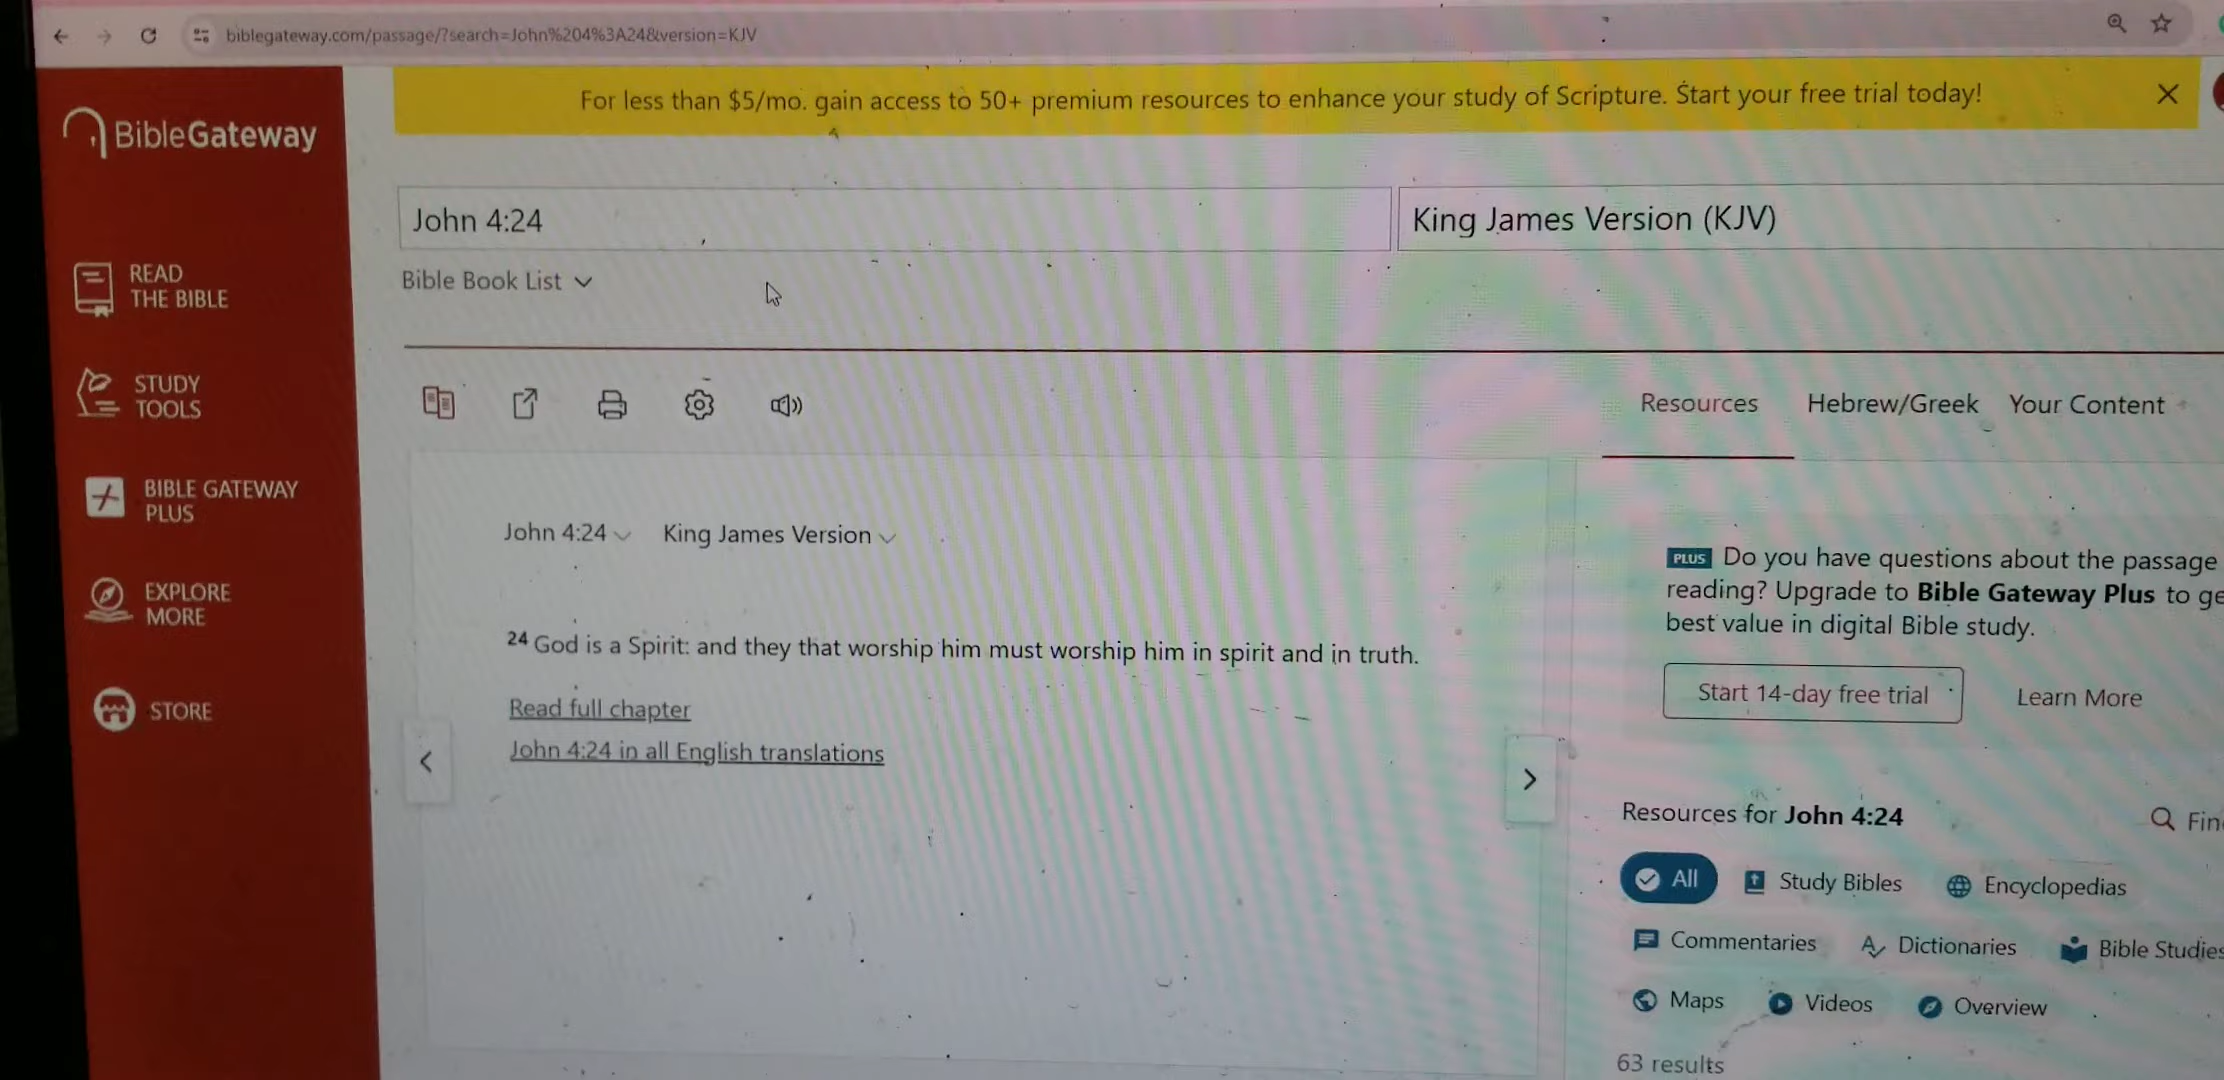 biblegateway.com/passage/?search=John%204%3A24&version=KJV
For less than $5/mo. gain access to 50+ premium resources to enhance your study of Scripture. Start your free trial today!
BibleGateway
John 4:24
King James Version (KJV)
Bible Book List
READ
THE BIBLE
STUDY
TOOLS
BIBLE GATEWAY
PLUS
EXPLORE
MORE
STORE
Resources Hebrew/Greek Your Content
John 4:24 King James Version
24 God is a Spirit: and they that worship him must worship him in spirit and in truth.
Read full chapter
John 4:24 in all English translations
PLUS Do you have questions about the passage
reading? Upgrade to Bible Gateway Plus to
best value in digital Bible study.
Start 14-day free trial Learn More
Resources for John 4:24
All Study Bibles Encyclopedias
Commentaries Dictionaries Bible Studies
Maps Videos Overview
63 results